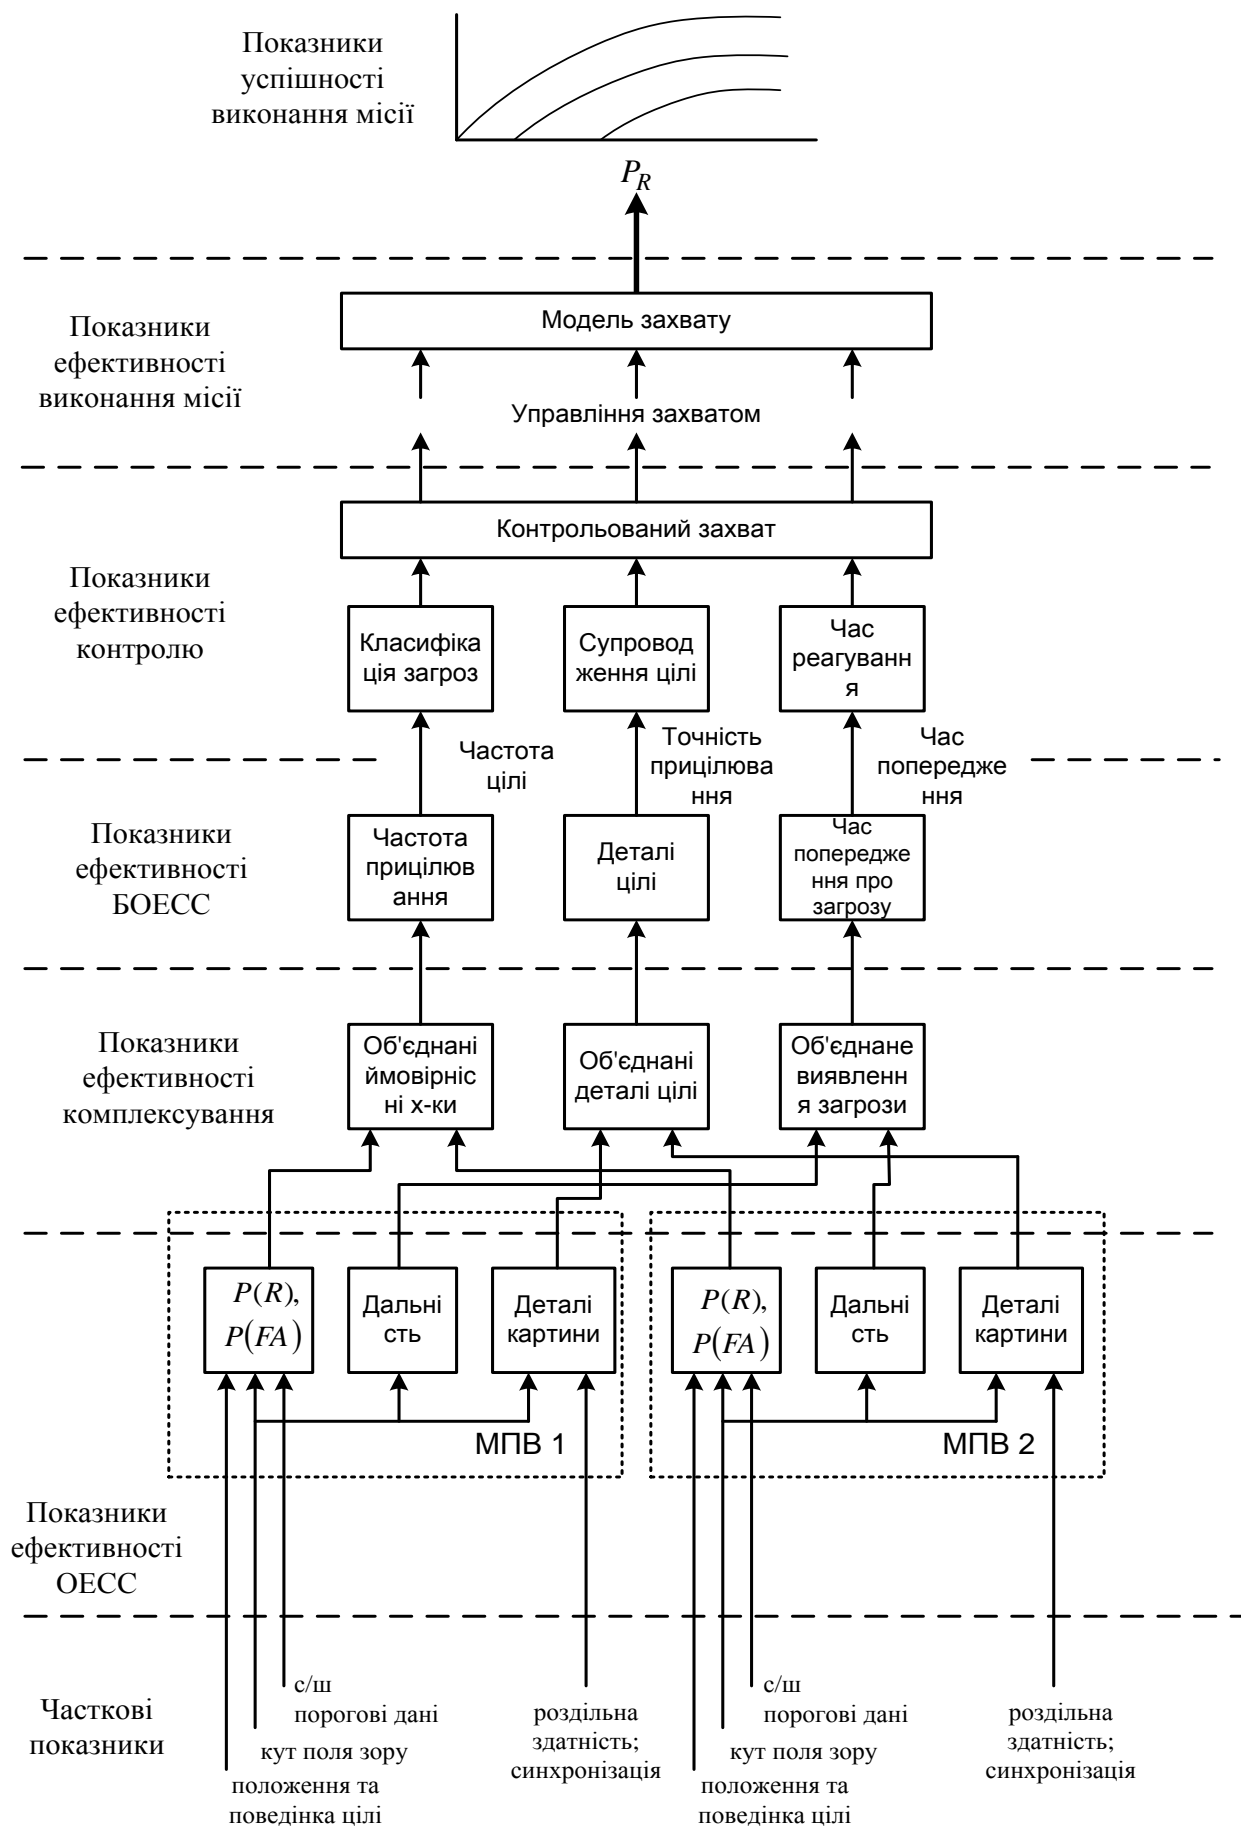 Показники
успішності
виконання місії
P_R
Показники
ефективності
виконання місії
Модель захвату
Управління захватом
Показники
ефективності
контролю
Контрольований захват
Класифіка
ція загроз
Супровод
ження цілі
Час
реагуванн
я
Частота
цілі
Точність
прицілюва
ння
Час
попередже
ння
Показники
ефективності
БОЕСС
Частота
прицілюв
ання
Деталі
цілі
Час
попередже
ння про
загрозу
Показники
ефективності
комплексування
Об'єднані
ймовірніс
ні х-ки
Об'єднані
деталі цілі
Об'єднане
виявленн
я загрози
P(R),
P(FA)
Дальні
сть
Деталі
картини
МПВ 1
P(R),
P(FA)
Дальні
сть
Деталі
картини
МПВ 2
Показники
ефективності
ОЕСС
Часткові
показники
с/ш
порогові дані
кут поля зору
положення та
поведінка цілі
роздільна
здатність;
синхронізація
с/ш
порогові дані
кут поля зору
положення та
поведінка цілі
роздільна
здатність;
синхронізація